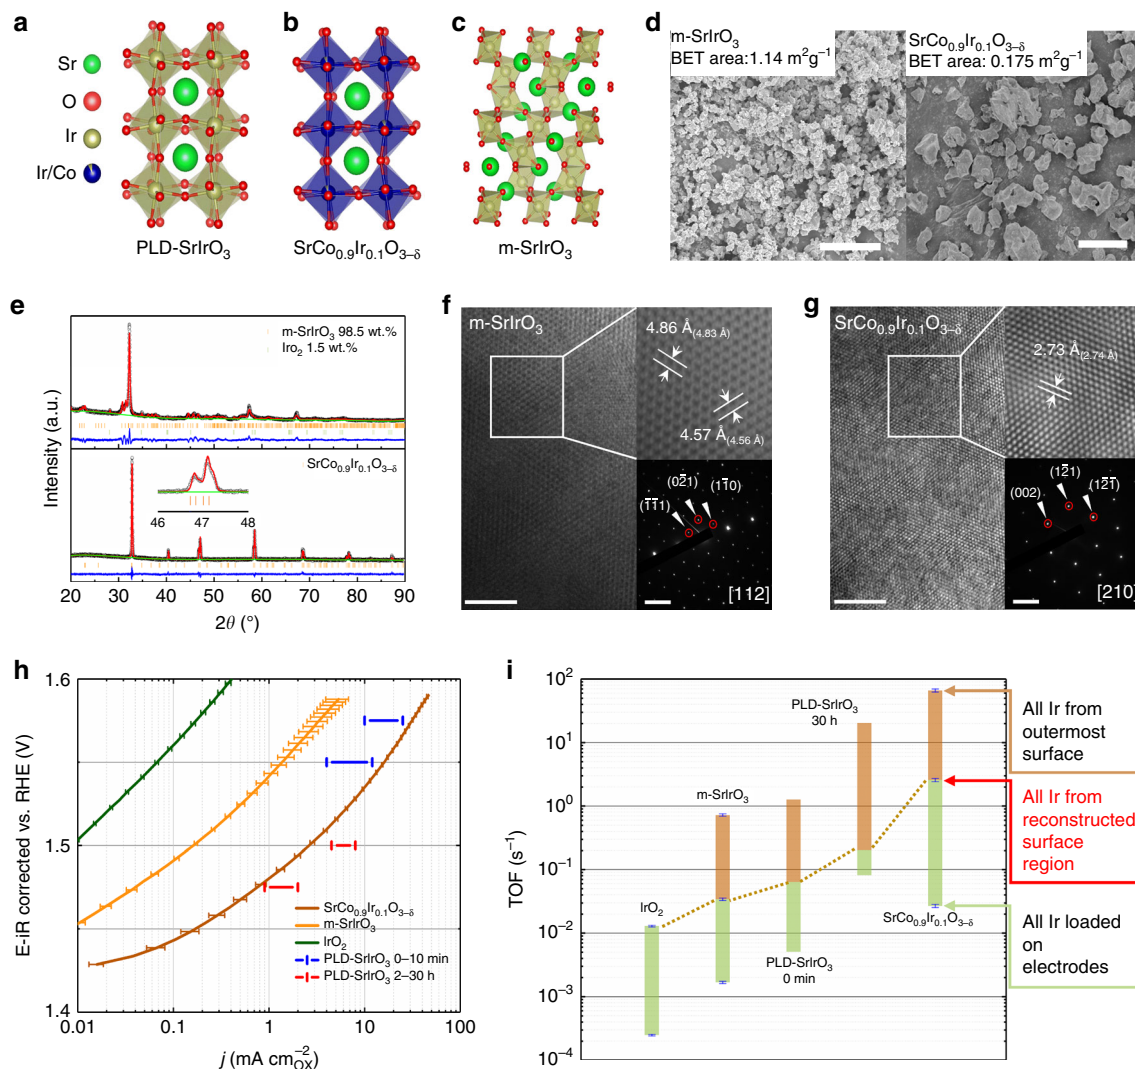 a
Sr
O
Ir
Ir/Co
PLD-SrIrO3
b
SrCo0.9Ir0.1O3–δ
c
m-SrIrO3
d
m-SrIrO3
BET area:1.14 m2g–1
SrCo0.9Ir0.1O3–δ
BET area: 0.175 m2g–1
e
Intensity (a.u.)
m-SrIrO3 98.5 wt.%
Iro2 1.5 wt.%
SrCo0.9Ir0.1O3–δ
46 47 48
20 30 40 50 60 70 80 90
2θ (°)
f
m-SrIrO3
4.86 Å(4.83 Å)
4.57 Å(4.56 Å)
(1̅1̅1)
(02̅1)
(11̅0)
[112]
g
SrCo0.9Ir0.1O3–δ
2.73 Å(2.74 Å)
(002)
(12̅1)
(12̅1̅)
[210]
h
E-iR corrected vs. RHE (V)
1.6
1.5
1.4
SrCo0.9Ir0.1O3–δ
m-SrIrO3
IrO2
PLD-SrIrO3 0–10 min
PLD-SrIrO3 2–30 h
0.01 0.1 1 10 100
j (mA cm–2OX)
i
TOF (s–1)
10^2
10^1
10^0
10^–1
10^–2
10^–3
10^–4
IrO2
m-SrIrO3
PLD-SrIrO3
0 min
PLD-SrIrO3
30 h
SrCo0.9Ir0.1O3–δ
All Ir from
outermost
surface
All Ir from
reconstructed
surface
region
All Ir loaded
on
electrodes